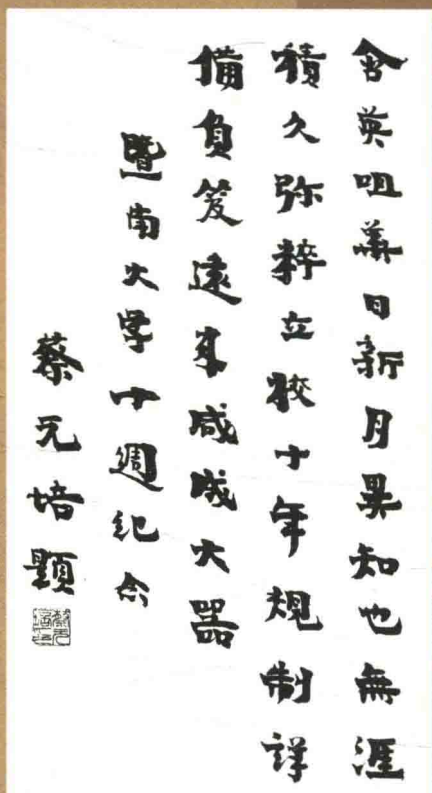 含英咀華日新月異知也無涯
積久弥粹立校十年規制詳
備負笈遠来咸成大器
暨南大学十週纪念
蔡元培題